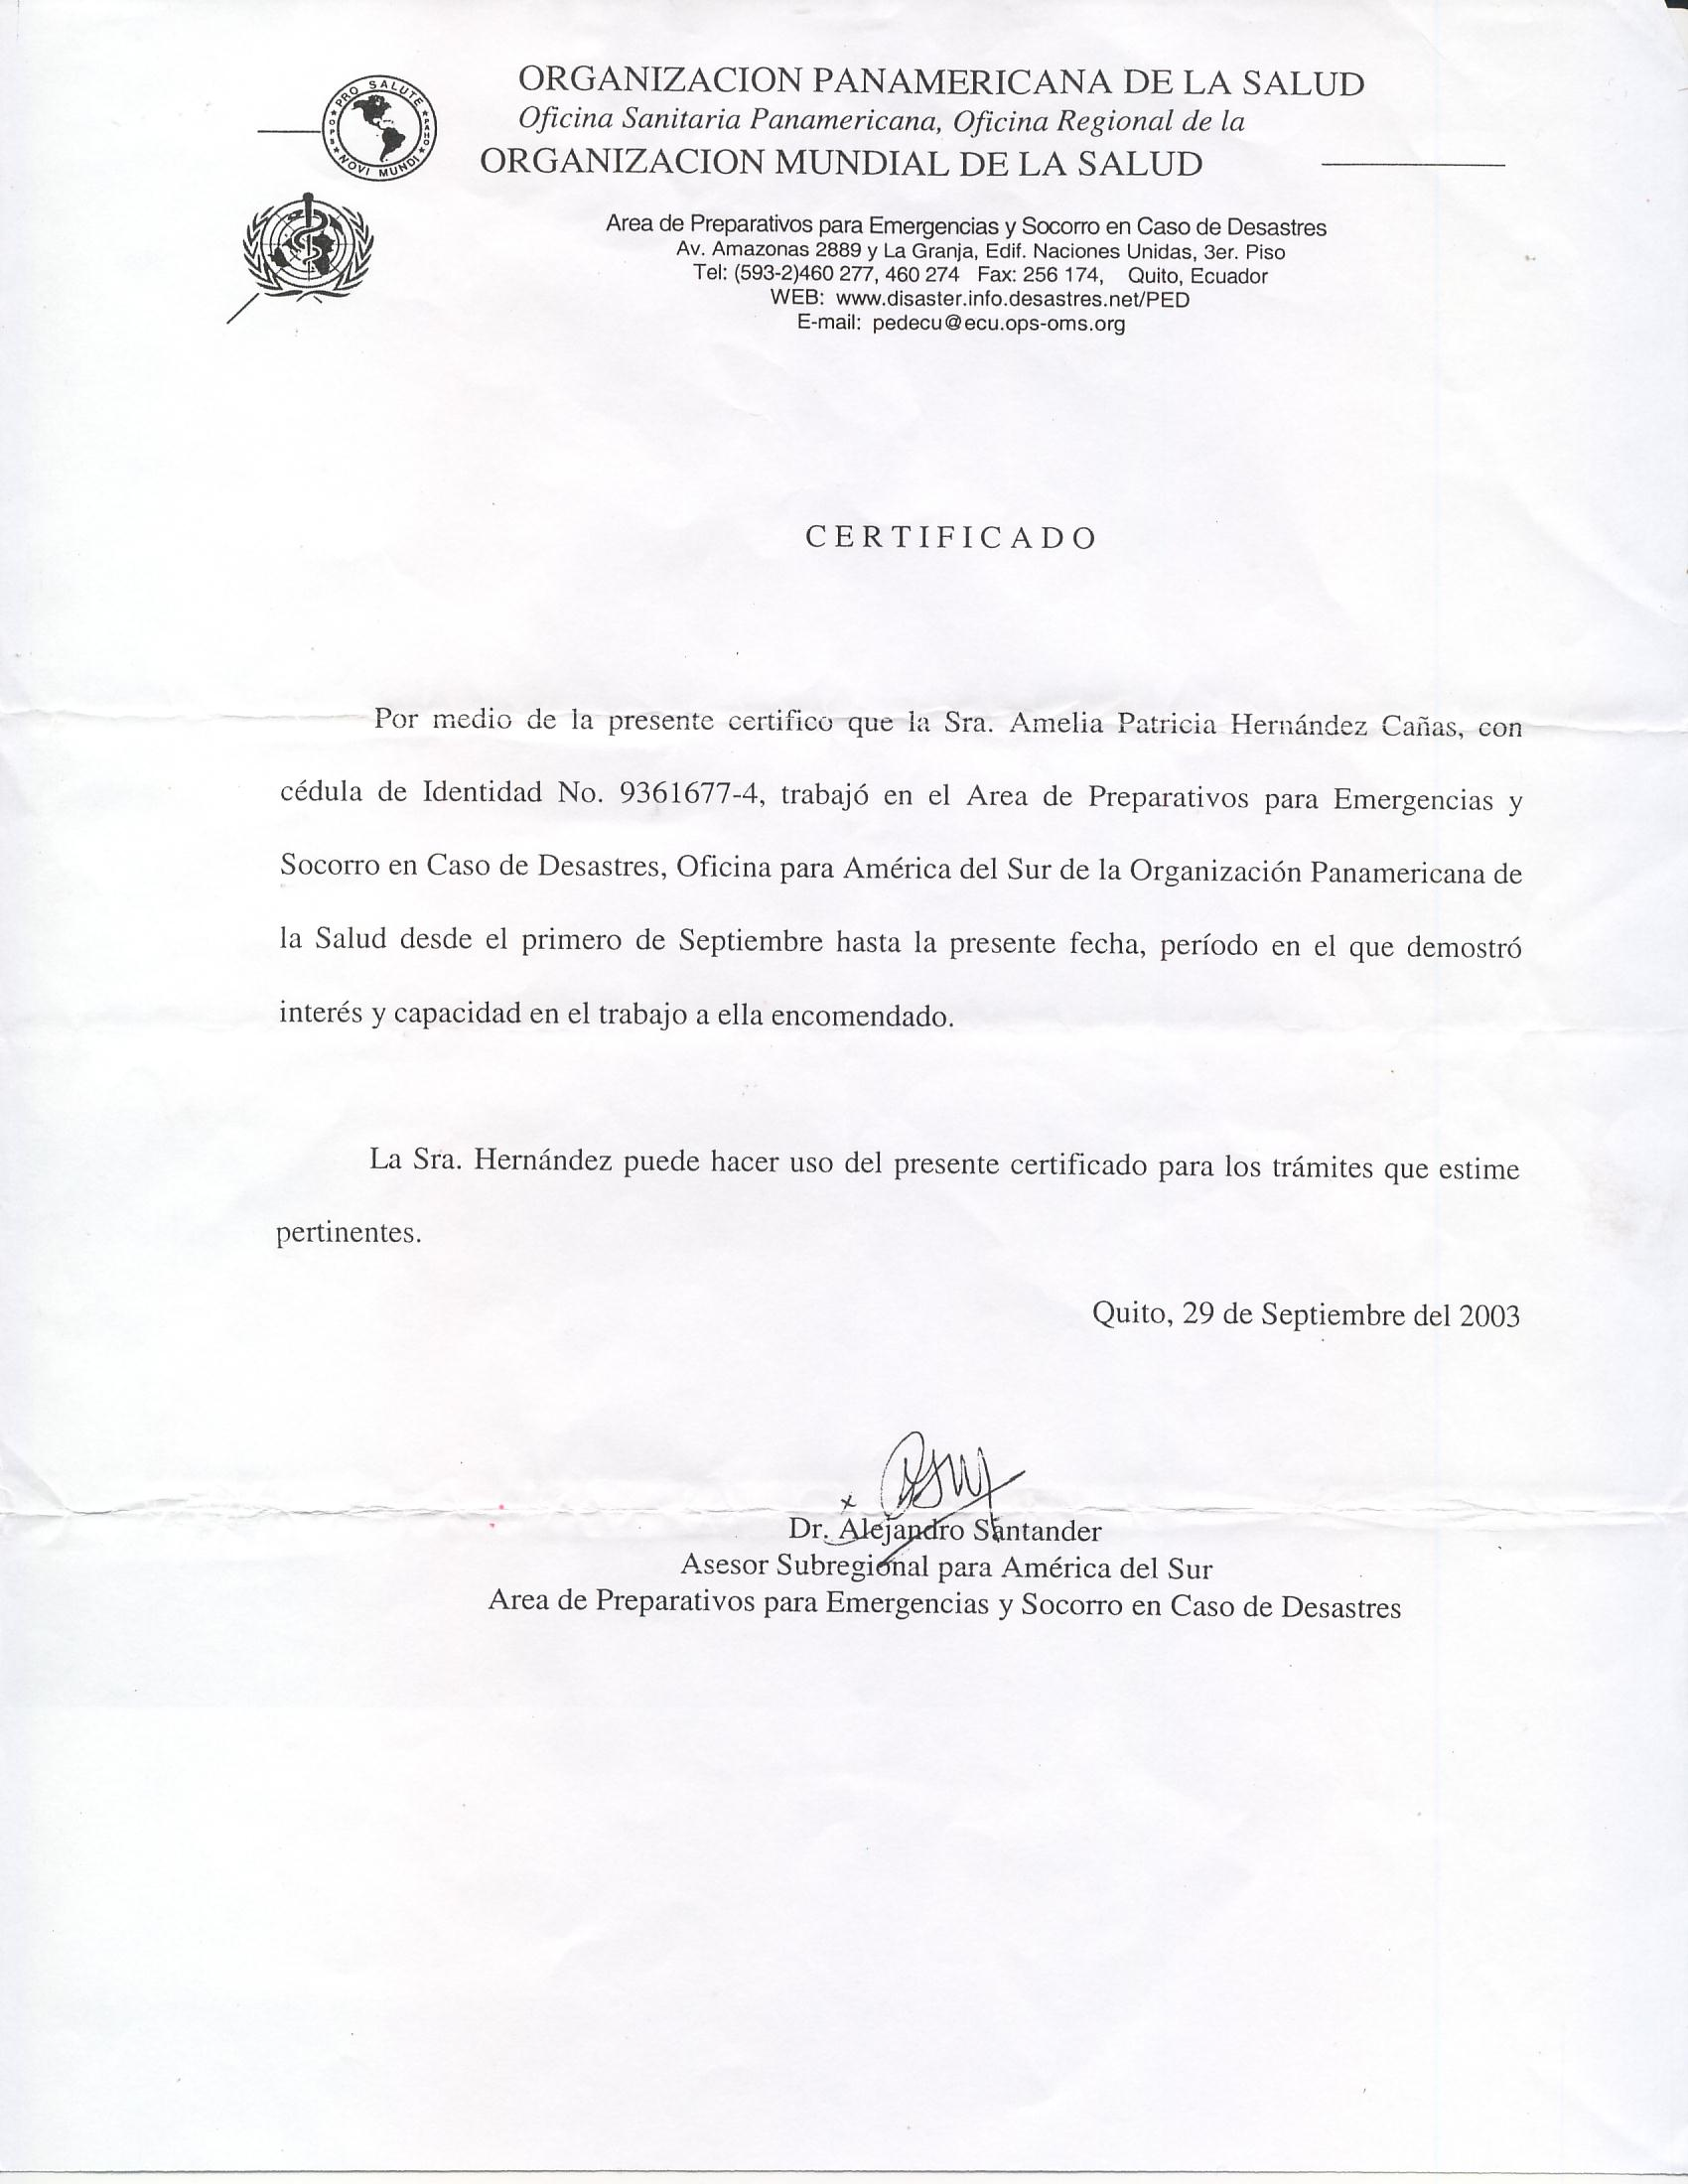 ORGANIZACION PANAMERICANA DE LA SALUD
Oficina Sanitaria Panamericana, Oficina Regional de la
ORGANIZACION MUNDIAL DE LA SALUD
PRO SALUTE
NOVI MUNDI
OPS
PAHO
Area de Preparativos para Emergencias y Socorro en Caso de Desastres
Av. Amazonas 2889 y La Granja, Edif. Naciones Unidas, 3er. Piso
Tel: (593-2)460 277, 460 274 Fax: 256 174, Quito, Ecuador
WEB: www.disaster.info.desastres.net/PED
E-mail: pedecu@ecu.ops-oms.org
CERTIFICADO
Por medio de la presente certifico que la Sra. Amelia Patricia Hernández Cañas, con
cédula de Identidad No. 9361677-4, trabajó en el Area de Preparativos para Emergencias y
Socorro en Caso de Desastres, Oficina para América del Sur de la Organización Panamericana de
la Salud desde el primero de Septiembre hasta la presente fecha, período en el que demostró
interés y capacidad en el trabajo a ella encomendado.
La Sra. Hernández puede hacer uso del presente certificado para los trámites que estime
pertinentes.
Quito, 29 de Septiembre del 2003
Dr. Alejandro Santander
Asesor Subregional para América del Sur
Area de Preparativos para Emergencias y Socorro en Caso de Desastres